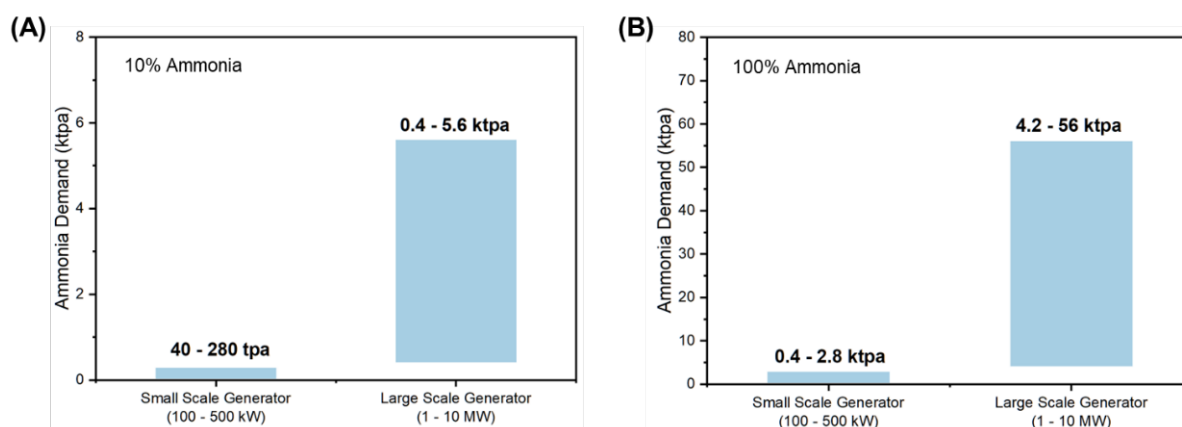 (A)
Ammonia Demand (ktpa)
8
6
4
2
0
10% Ammonia
0.4 - 5.6 ktpa
40 - 280 tpa
Small Scale Generator
(100 - 500 kW)
Large Scale Generator
(1 - 10 MW)
(B)
Ammonia Demand (ktpa)
80
70
60
50
40
30
20
10
0
100% Ammonia
4.2 - 56 ktpa
0.4 - 2.8 ktpa
Small Scale Generator
(100 - 500 kW)
Large Scale Generator
(1 - 10 MW)